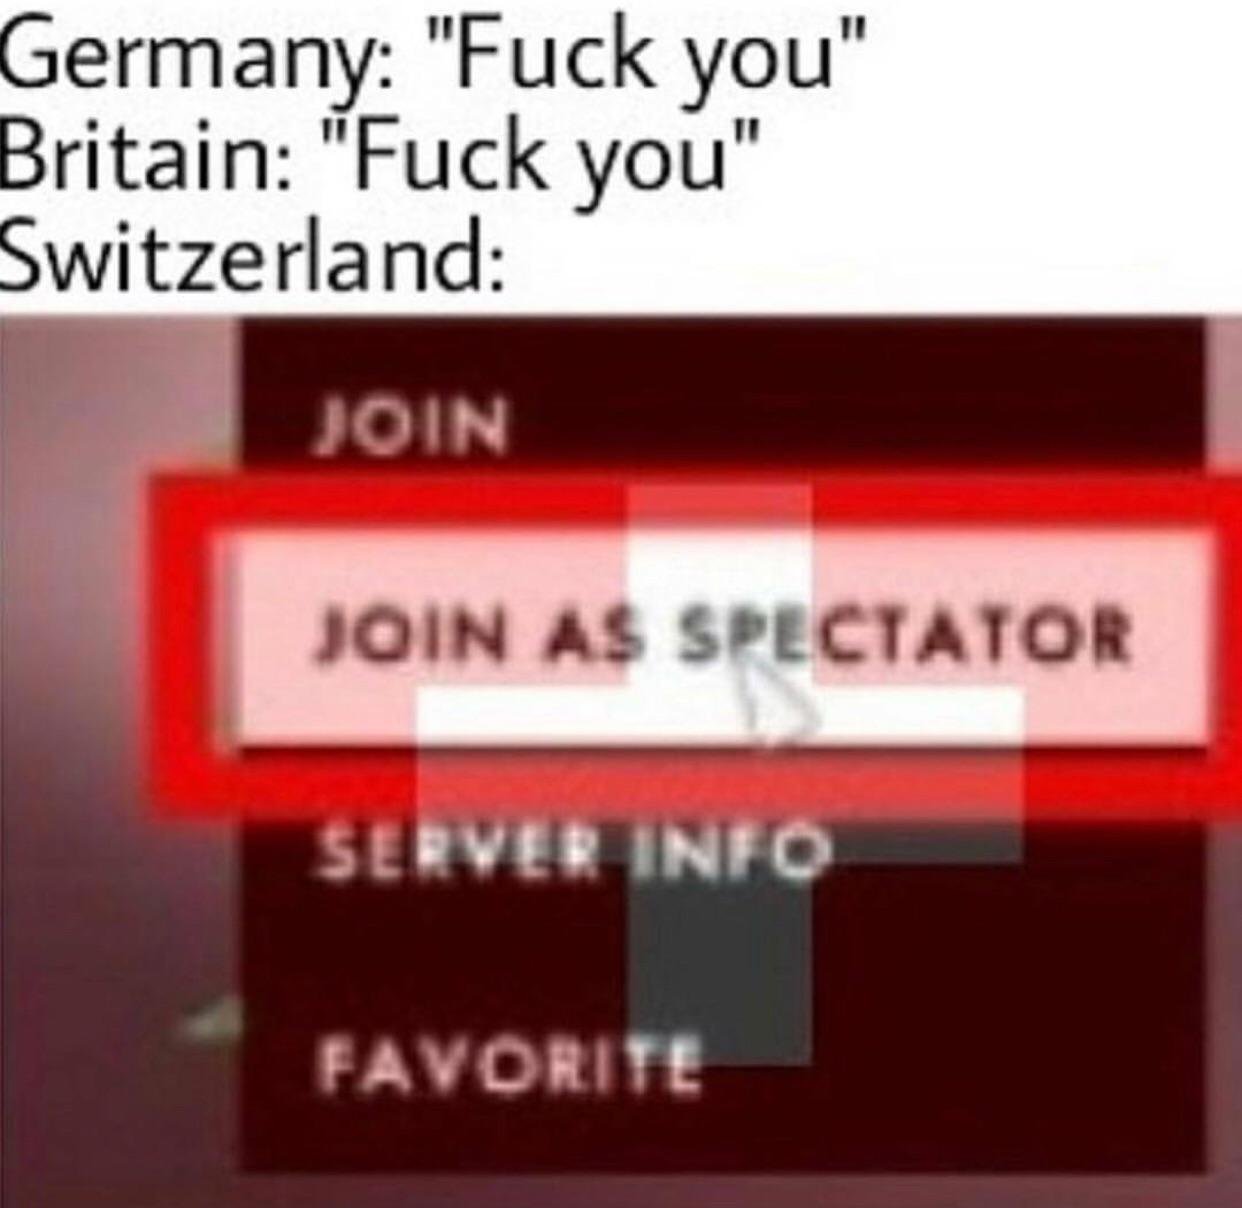 Germany: "Fuck you"
Britain: "Fuck you"
Switzerland:
JOIN
JOIN AS SPECTATOR
SERVER INFO
FAVORITE